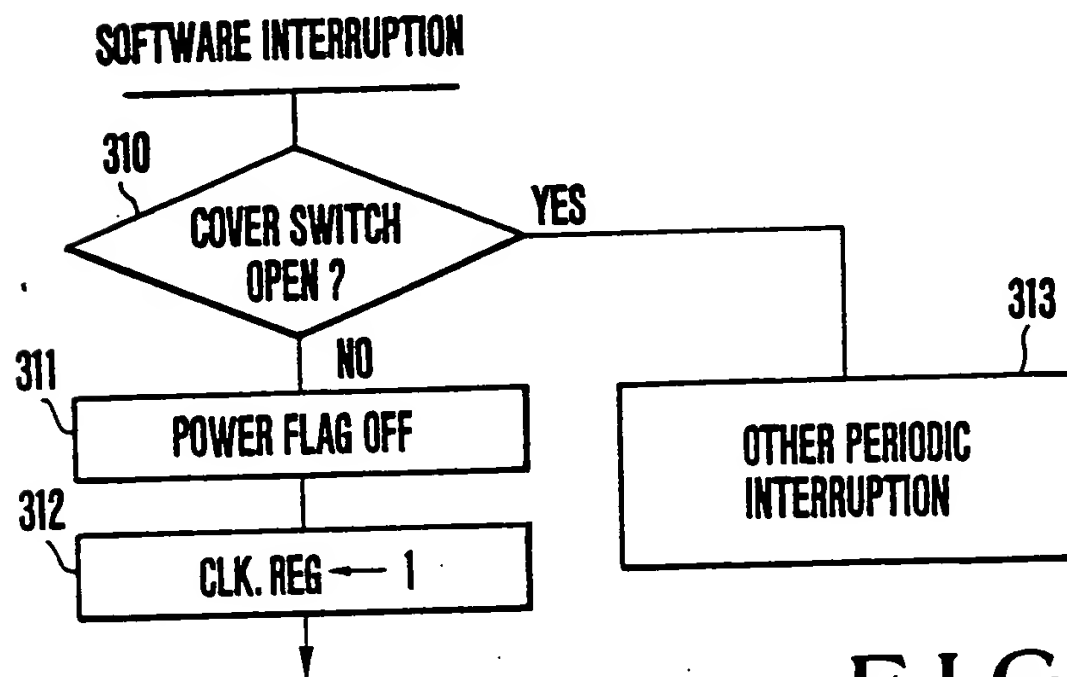 SOFTWARE INTERRUPTION
310
COVER SWITCH
OPEN ?
YES
NO
311
POWER FLAG OFF
312
CLK. REG ← 1
313
OTHER PERIODIC
INTERRUPTION